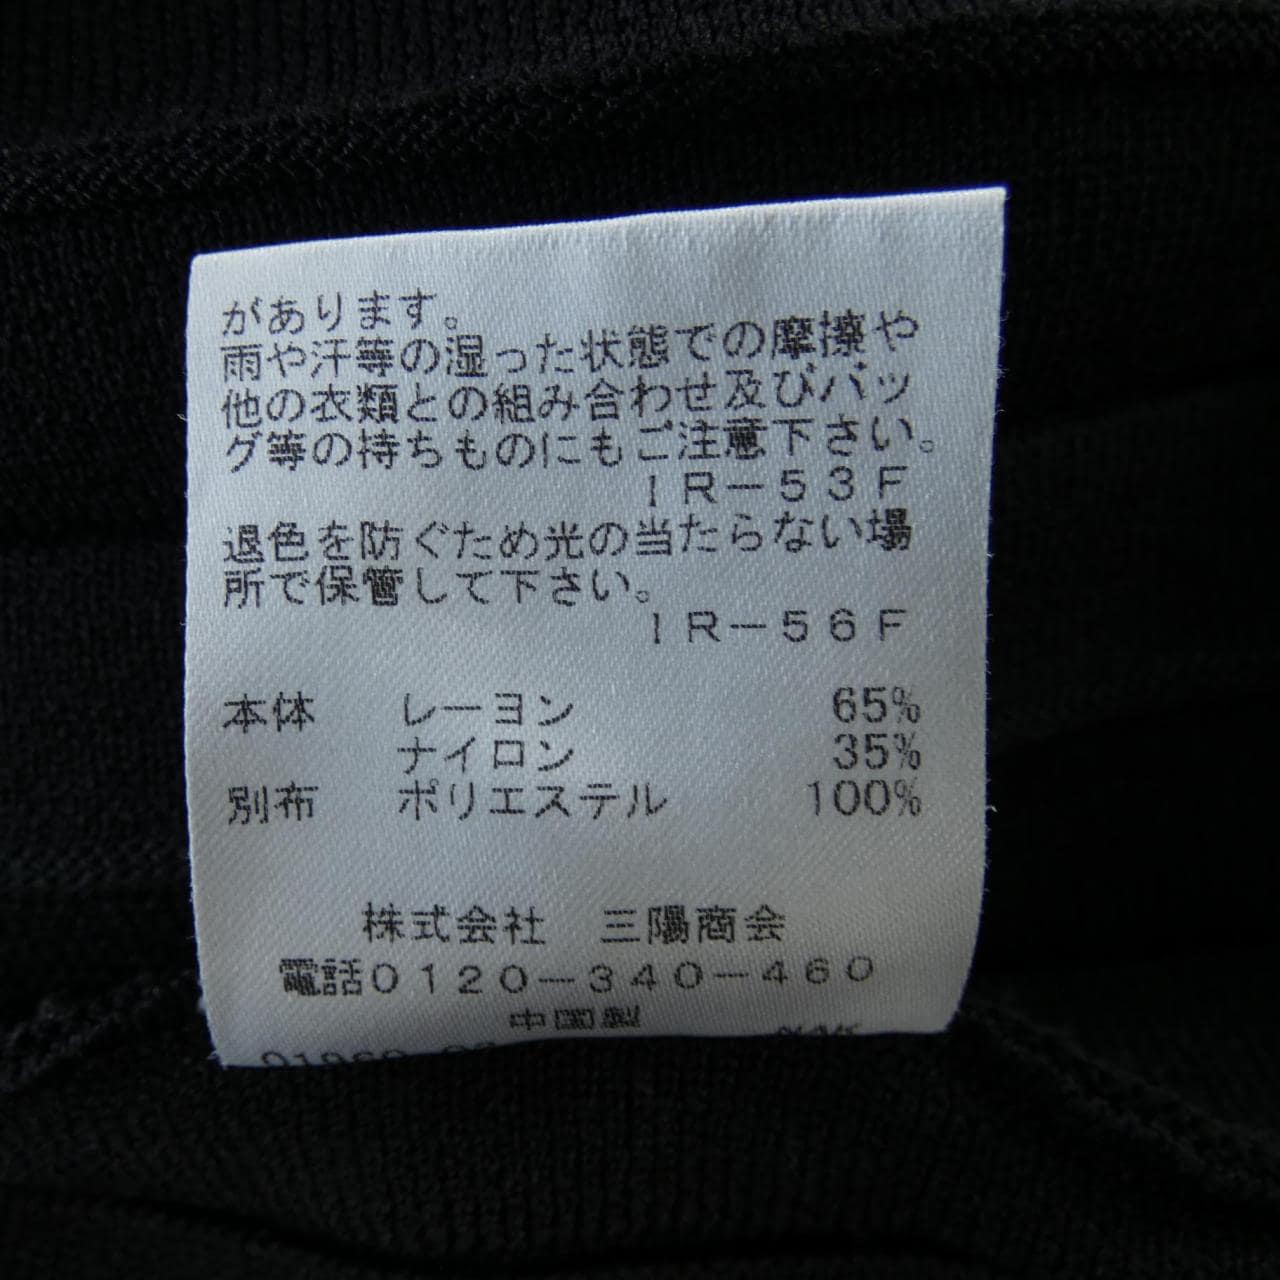 があります。
雨や汗等の湿った状態での摩擦や
他の衣類との組み合わせ及びバッ
グ等の持ちものにもご注意下さい。
ＩＲ－５３Ｆ
退色を防ぐため光の当たらない場
所で保管して下さい。
ＩＲ－５６Ｆ
本体　レーヨン　65%
ナイロン　35%
別布　ポリエステル　100%
株式会社　三陽商会
電話０１２０－３４０－４６０
中国製